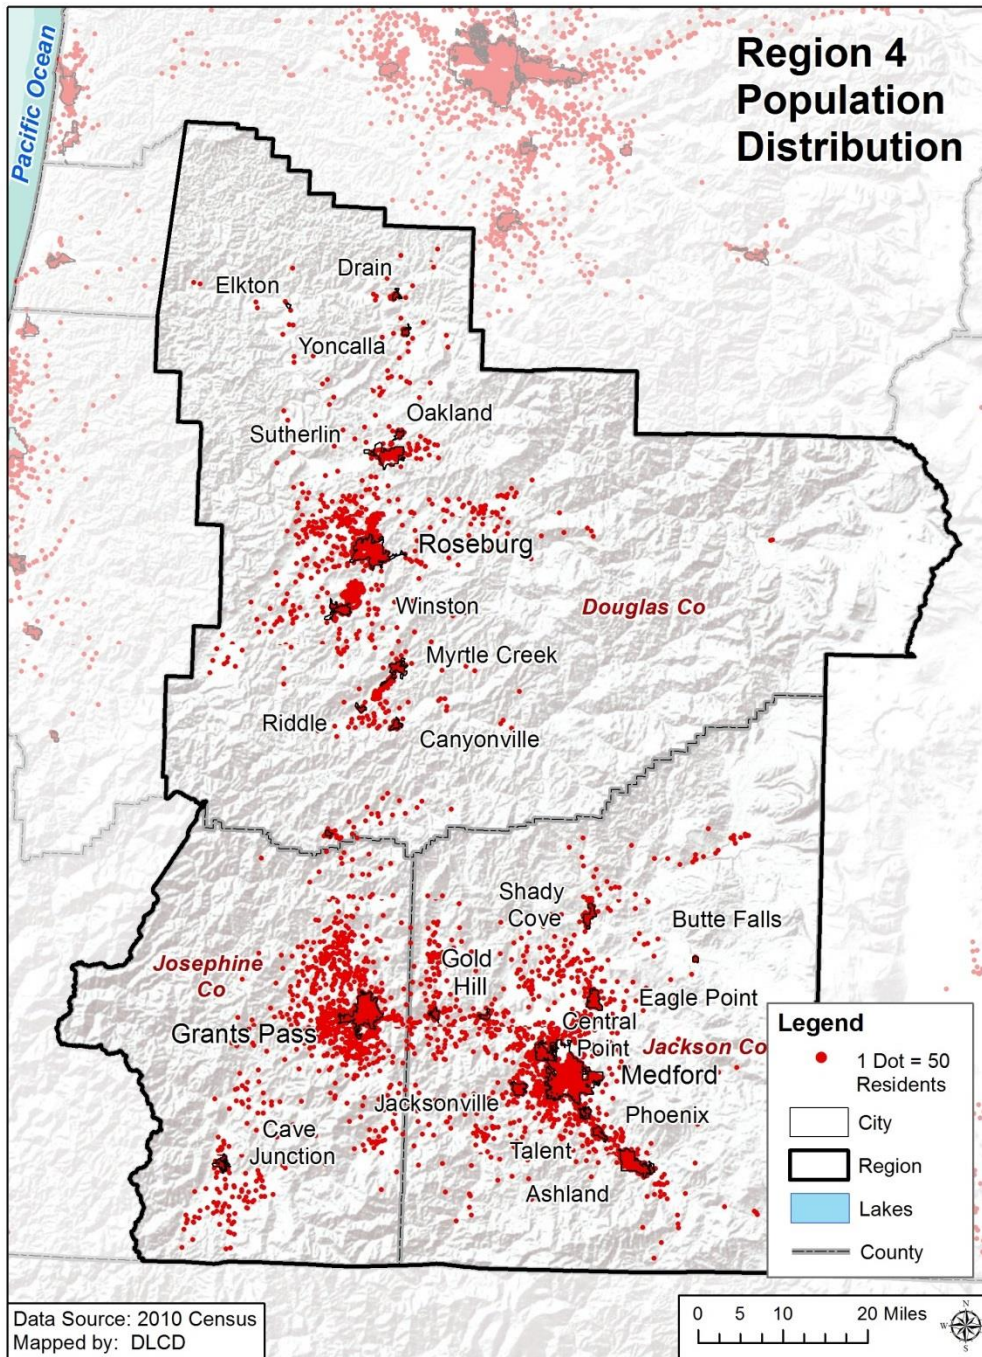 Region 4
Population
Distribution
Pacific Ocean
Drain
Elkton
Yoncalla
Oakland
Sutherlin
Roseburg
Winston
Douglas Co
Myrtle Creek
Riddle
Canyonville
Shady
Cove
Butte Falls
Josephine
Co
Gold
Hill
Eagle Point
Grants Pass
Central
Point
Jackson Co
Medford
Jacksonville
Phoenix
Cave
Junction
Talent
Ashland
Legend
1 Dot = 50
Residents
City
Region
Lakes
County
Data Source: 2010 Census
Mapped by: DLCD
0 5 10 20 Miles
N
W E
S